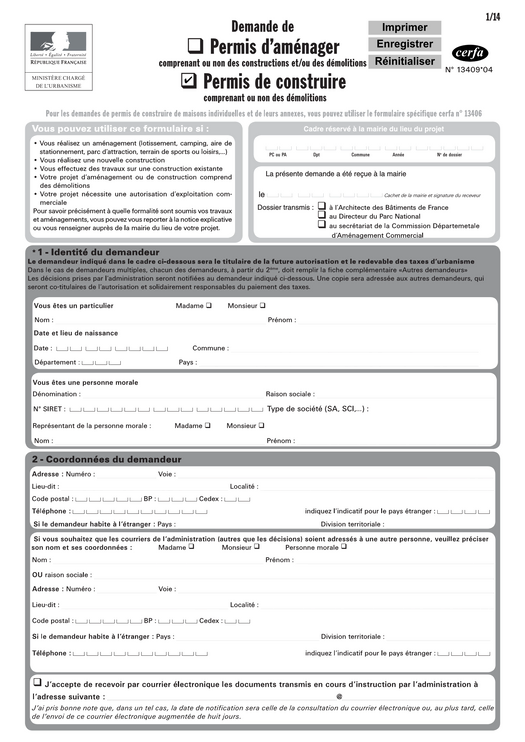 1/14
Demande de
❏ Permis d’aménager
comprenant ou non des constructions et/ou des démolitions
☑ Permis de construire
comprenant ou non des démolitions
Imprimer
Enregistrer
Réinitialiser
cerfa
N° 13409*04
Liberté • Égalité • Fraternité
RÉPUBLIQUE FRANÇAISE
MINISTÈRE CHARGÉ
DE L’URBANISME
Pour les demandes de permis de construire de maisons individuelles et de leurs annexes, vous pouvez utiliser le formulaire spécifique cerfa n° 13406
Vous pouvez utiliser ce formulaire si :
• Vous réalisez un aménagement (lotissement, camping, aire de
stationnement, parc d’attraction, terrain de sports ou loisirs,...)
• Vous réalisez une nouvelle construction
• Vous effectuez des travaux sur une construction existante
• Votre projet d’aménagement ou de construction comprend
des démolitions
• Votre projet nécessite une autorisation d’exploitation com-
merciale
Pour savoir précisément à quelle formalité sont soumis vos travaux
et aménagements, vous pouvez vous reporter à la notice explicative
ou vous renseigner auprès de la mairie du lieu de votre projet.
Cadre réservé à la mairie du lieu du projet
PC ou PA Dpt Commune Année N° de dossier
La présente demande a été reçue à la mairie
le Cachet de la mairie et signature du receveur
Dossier transmis : ❏ à l’Architecte des Bâtiments de France
❏ au Directeur du Parc National
❏ au secrétariat de la Commission Départemetale
d’Aménagement Commercial
* 1 - Identité du demandeur
Le demandeur indiqué dans le cadre ci-dessous sera le titulaire de la future autorisation et le redevable des taxes d’urbanisme
Dans le cas de demandeurs multiples, chacun des demandeurs, à partir du 2ème, doit remplir la fiche complémentaire «Autres demandeurs»
Les décisions prises par l’administration seront notifiées au demandeur indiqué ci-dessous. Une copie sera adressée aux autres demandeurs, qui
seront co-titulaires de l’autorisation et solidairement responsables du paiement des taxes.
Vous êtes un particulier Madame ❏ Monsieur ❏
Nom : Prénom :
Date et lieu de naissance
Date : Commune :
Département : Pays :
Vous êtes une personne morale
Dénomination : Raison sociale :
N° SIRET : Type de société (SA, SCI,...) :
Représentant de la personne morale : Madame ❏ Monsieur ❏
Nom : Prénom :
2 - Coordonnées du demandeur
Adresse : Numéro : Voie :
Lieu-dit : Localité :
Code postal : BP : Cedex :
Téléphone : indiquez l’indicatif pour le pays étranger :
Si le demandeur habite à l’étranger : Pays : Division territoriale :
Si vous souhaitez que les courriers de l’administration (autres que les décisions) soient adressés à une autre personne, veuillez préciser
son nom et ses coordonnées : Madame ❏ Monsieur ❏ Personne morale ❏
Nom : Prénom :
OU raison sociale :
Adresse : Numéro : Voie :
Lieu-dit : Localité :
Code postal : BP : Cedex :
Si le demandeur habite à l’étranger : Pays : Division territoriale :
Téléphone : indiquez l’indicatif pour le pays étranger :
❏ J’accepte de recevoir par courrier électronique les documents transmis en cours d’instruction par l’administration à
l’adresse suivante : @
J’ai pris bonne note que, dans un tel cas, la date de notification sera celle de la consultation du courrier électronique ou, au plus tard, celle
de l’envoi de ce courrier électronique augmentée de huit jours.